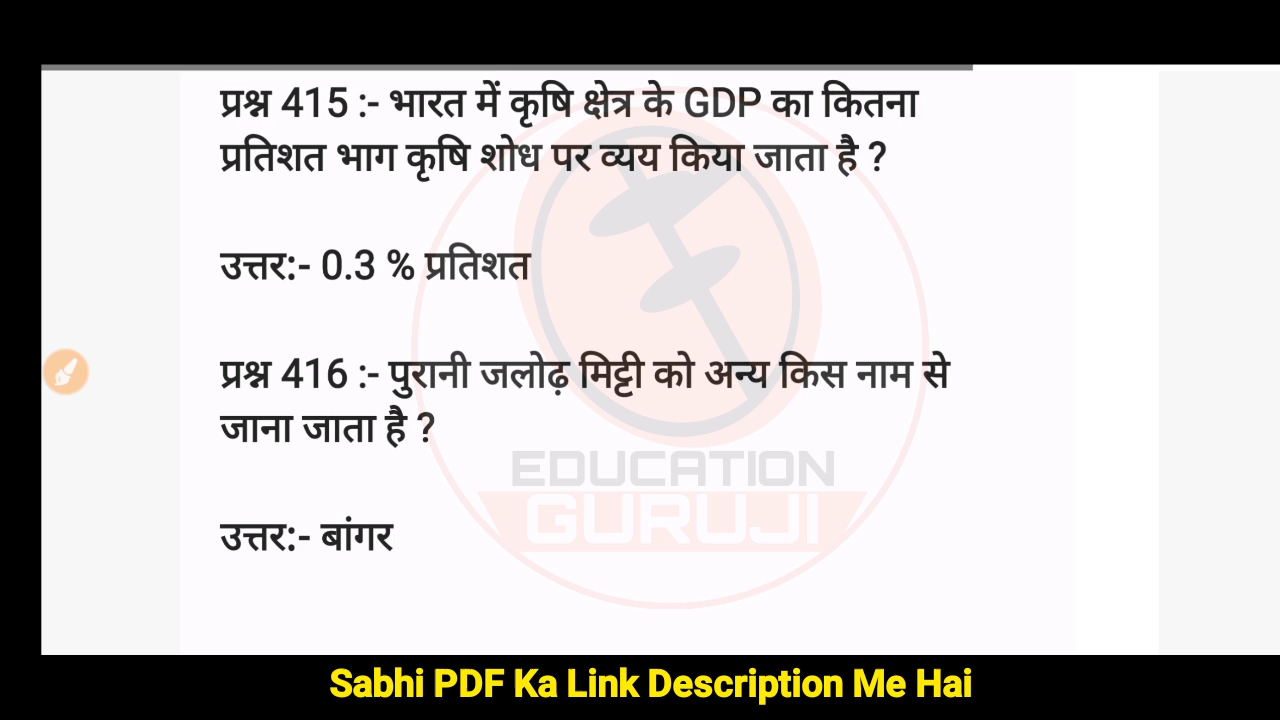 प्रश्न 415 :- भारत में कृषि क्षेत्र के GDP का कितना
प्रतिशत भाग कृषि शोध पर व्यय किया जाता है ?
उत्तर:- 0.3 % प्रतिशत
प्रश्न 416 :- पुरानी जलोढ़ मिट्टी को अन्य किस नाम से
जाना जाता है ?
EDUCATION
GURUJI
उत्तर:- बांगर
Sabhi PDF Ka Link Description Me Hai